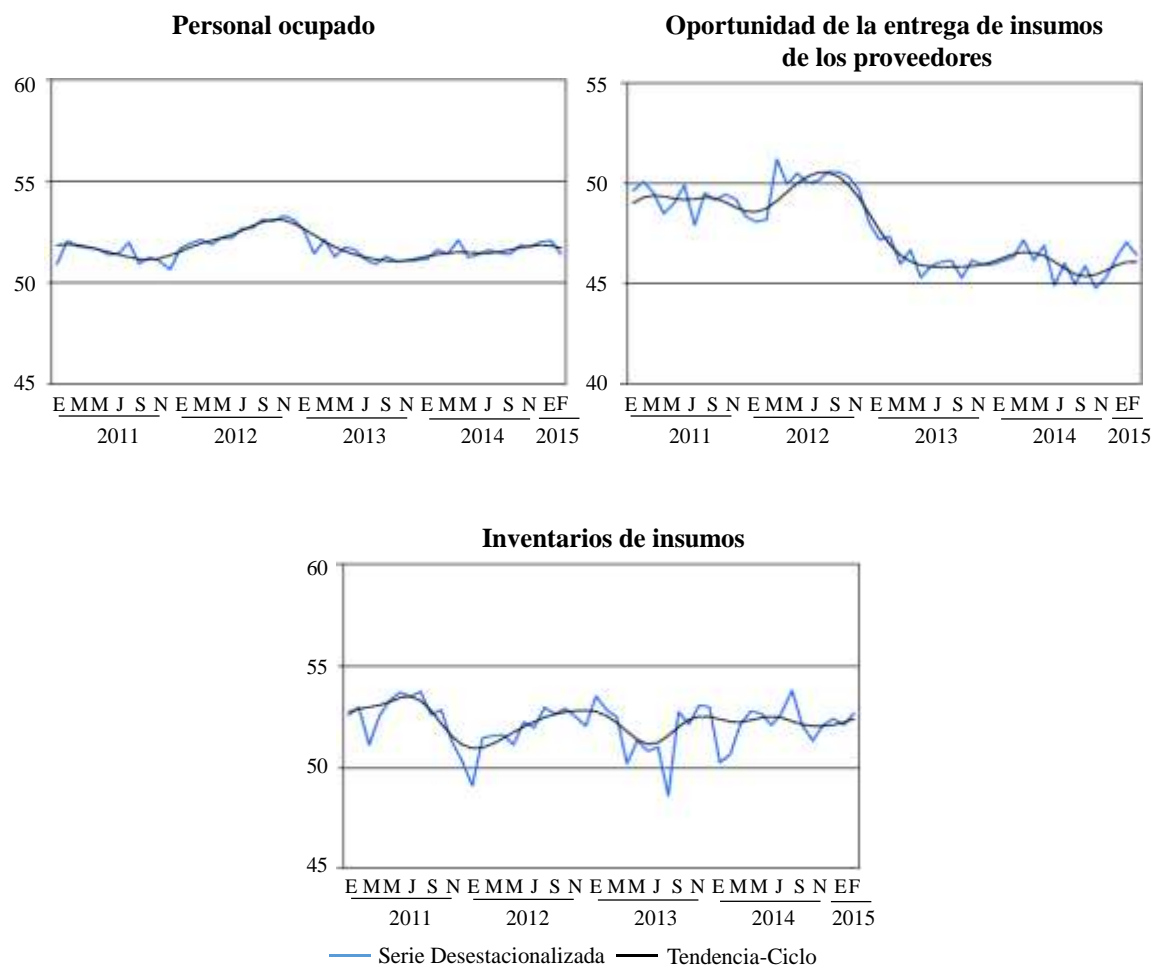 Personal ocupado
60
55
50
45
E M M J S N E M M J S N E M M J S N E M M J S N E F
2011 2012 2013 2014 2015
Oportunidad de la entrega de insumos
de los proveedores
55
50
45
40
E M M J S N E M M J S N E M M J S N E M M J S N E F
2011 2012 2013 2014 2015
Inventarios de insumos
60
55
50
45
E M M J S N E M M J S N E M M J S N E M M J S N E F
2011 2012 2013 2014 2015
Serie Desestacionalizada Tendencia-Ciclo